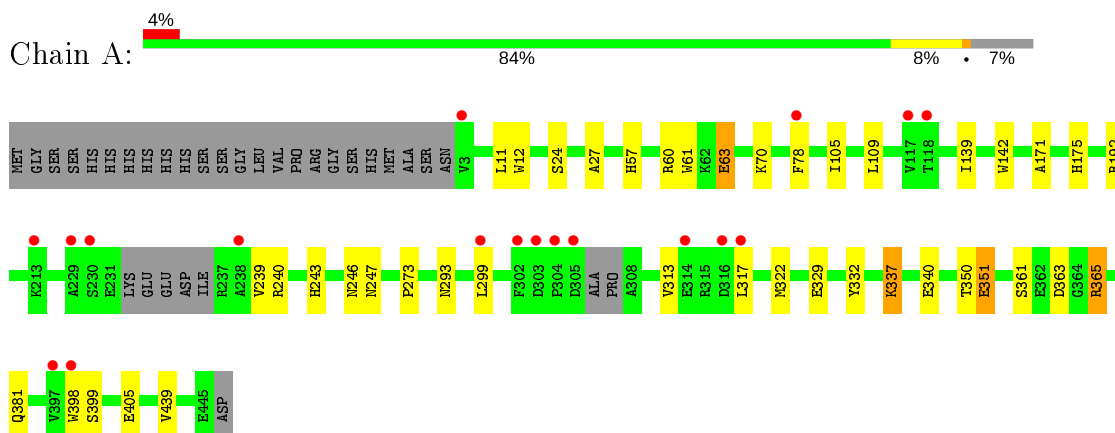 4%
Chain A:
84% 8% • 7%
MET GLY SER SER HIS HIS HIS HIS HIS HIS SER SER GLY LEU VAL PRO ARG GLY SER HIS MET ALA SER ASN V3 L11 W12 S24 A27 H57 R60 W61 K62 E63 K70 F78 I105 L109 V117 T118 I139 W142 A171 H175 R192
K213 A229 S230 E231 LYS GLU GLU ASP ILE R237 A238 V239 R240 H243 N246 N247 P273 N293 L299 F302 D303 P304 D305 ALA PRO A308 V313 E314 R315 D316 L317 M322 E329 Y332 K337 E340 T350 E351 S361 E362 D363 G364 R365
Q381 V397 W398 S399 E405 V439 E445 ASP